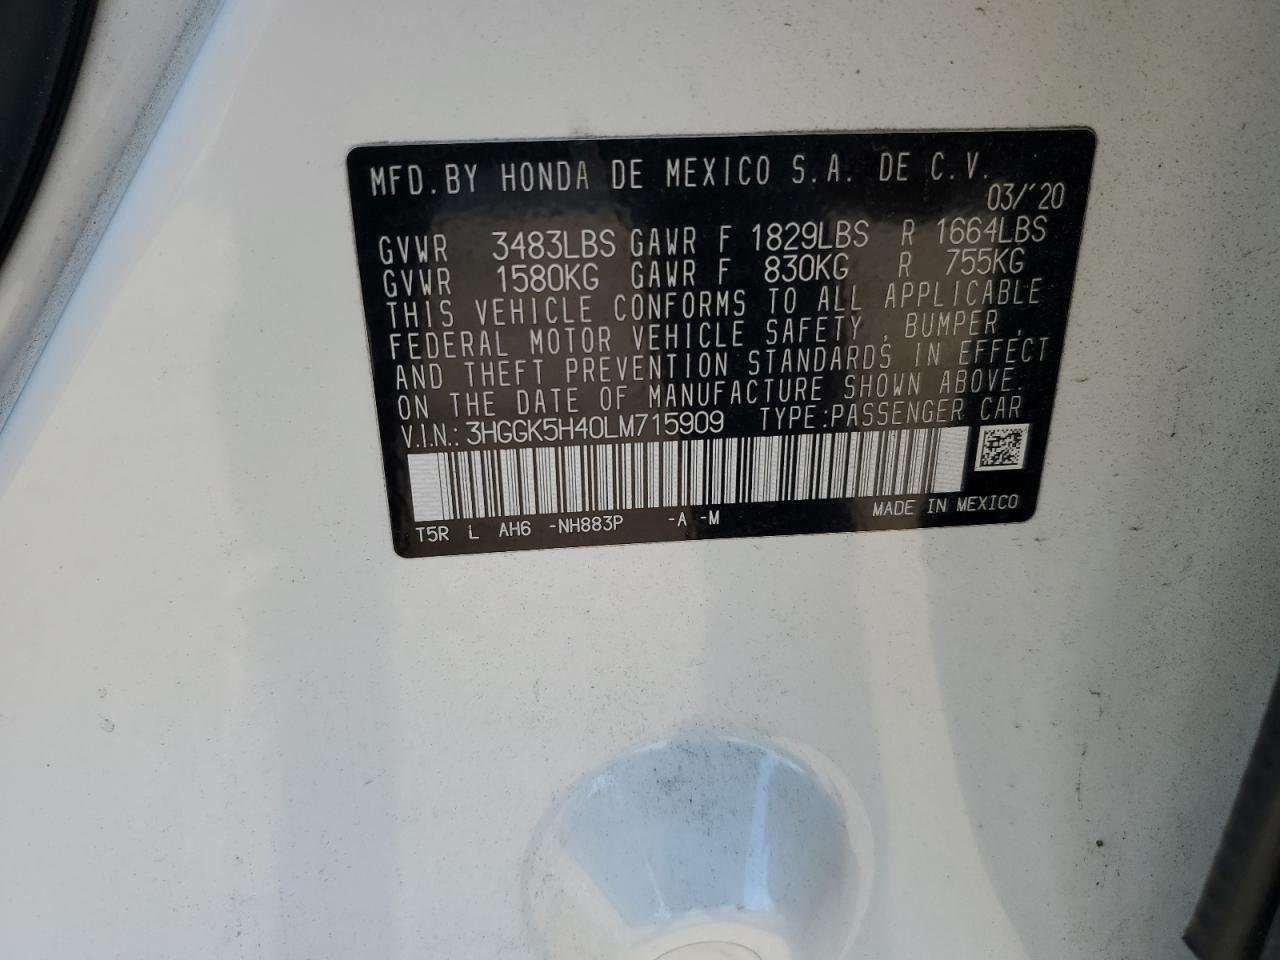 MFD. BY HONDA DE MEXICO S.A. DE C.V.
03/'20
GVWR 3483LBS GAWR F 1829LBS R 1664LBS
GVWR 1580KG GAWR F 830KG R 755KG
THIS VEHICLE CONFORMS TO ALL APPLICABLE
FEDERAL MOTOR VEHICLE SAFETY, BUMPER,
AND THEFT PREVENTION STANDARDS IN EFFECT
ON THE DATE OF MANUFACTURE SHOWN ABOVE.
V.I.N.: 3HGGK5H40LM715909 TYPE:PASSENGER CAR
MADE IN MEXICO
T5R L AH6 -NH883P -A -M